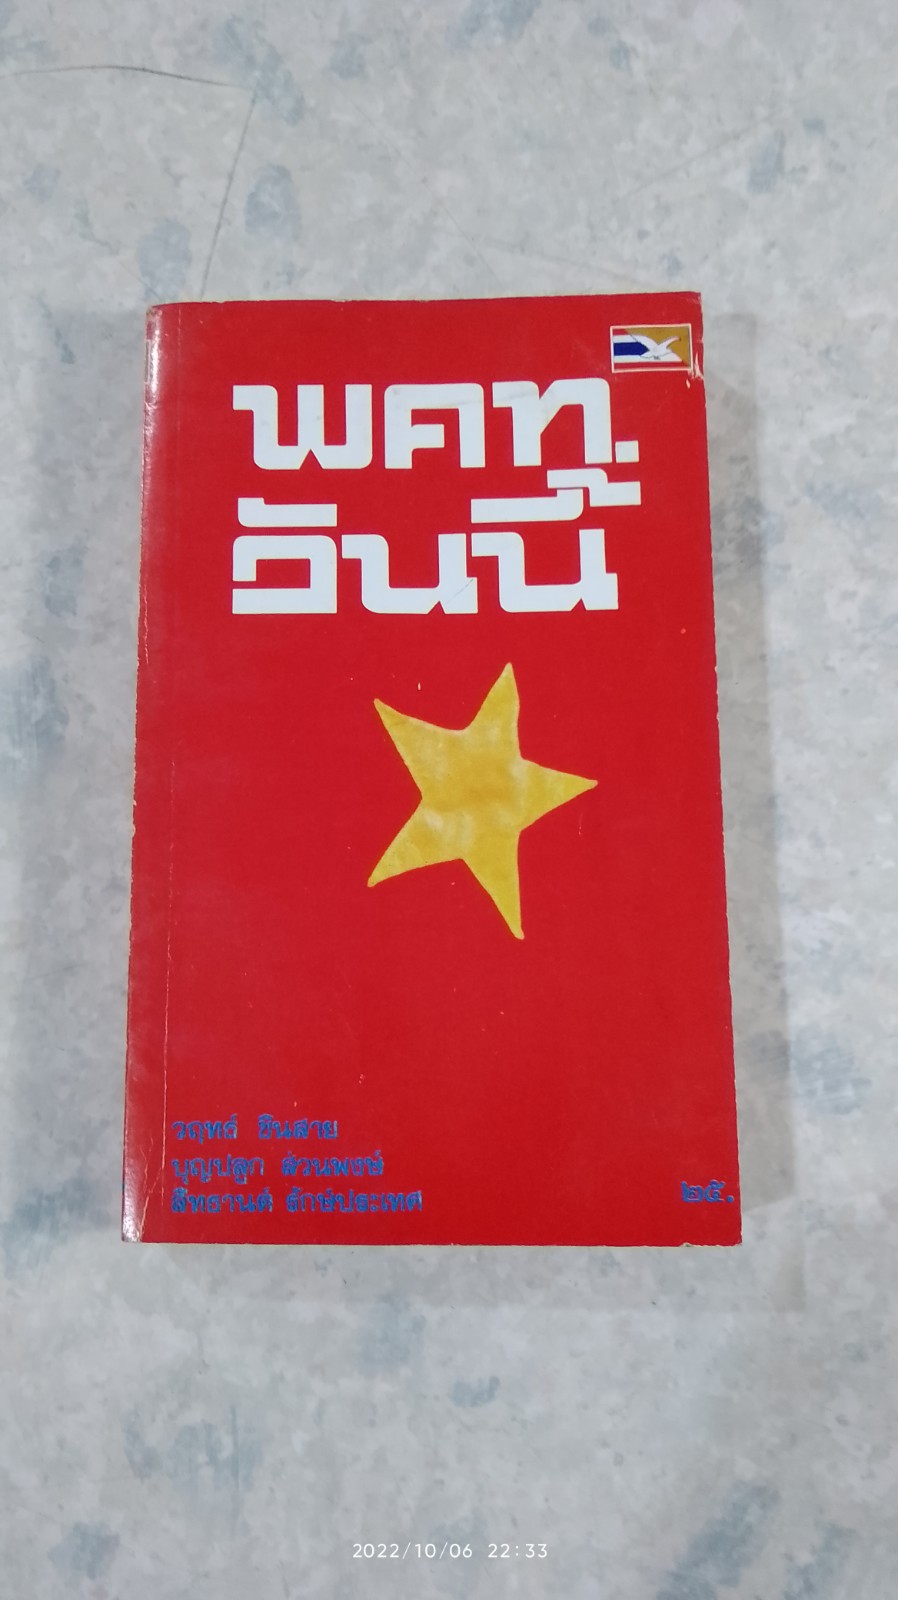 พคท.
วันนี้
วฤทธ์ ชินสาย
บุญปลูก ส่วนพงษ์
สิทธานต์ รักษ์ประเทศ
๒๕.
2022/10/06 22:33